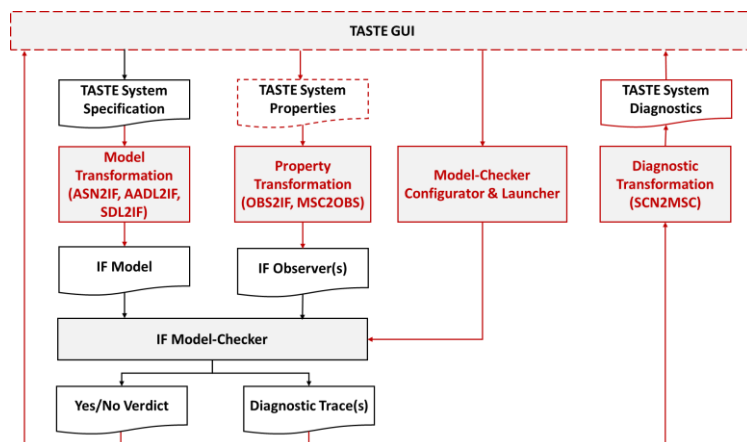 TASTE GUI
TASTE System
Specification
TASTE System
Properties
TASTE System
Diagnostics
Model
Transformation
(ASN2IF, AADL2IF,
SDL2IF)
Property
Transformation
(OBS2IF, MSC2OBS)
Model-Checker
Configurator & Launcher
Diagnostic
Transformation
(SCN2MSC)
IF Model
IF Observer(s)
IF Model-Checker
Yes/No Verdict
Diagnostic Trace(s)